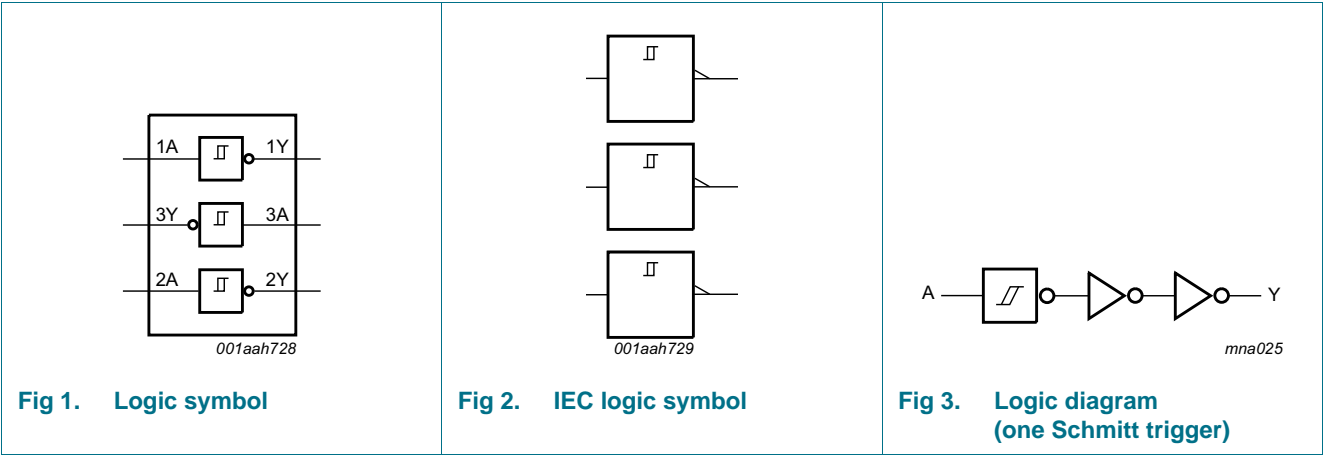 1A 1Y
3Y 3A
2A 2Y
001aah728
Fig 1. Logic symbol
001aah729
Fig 2. IEC logic symbol
A Y
mna025
Fig 3. Logic diagram
(one Schmitt trigger)